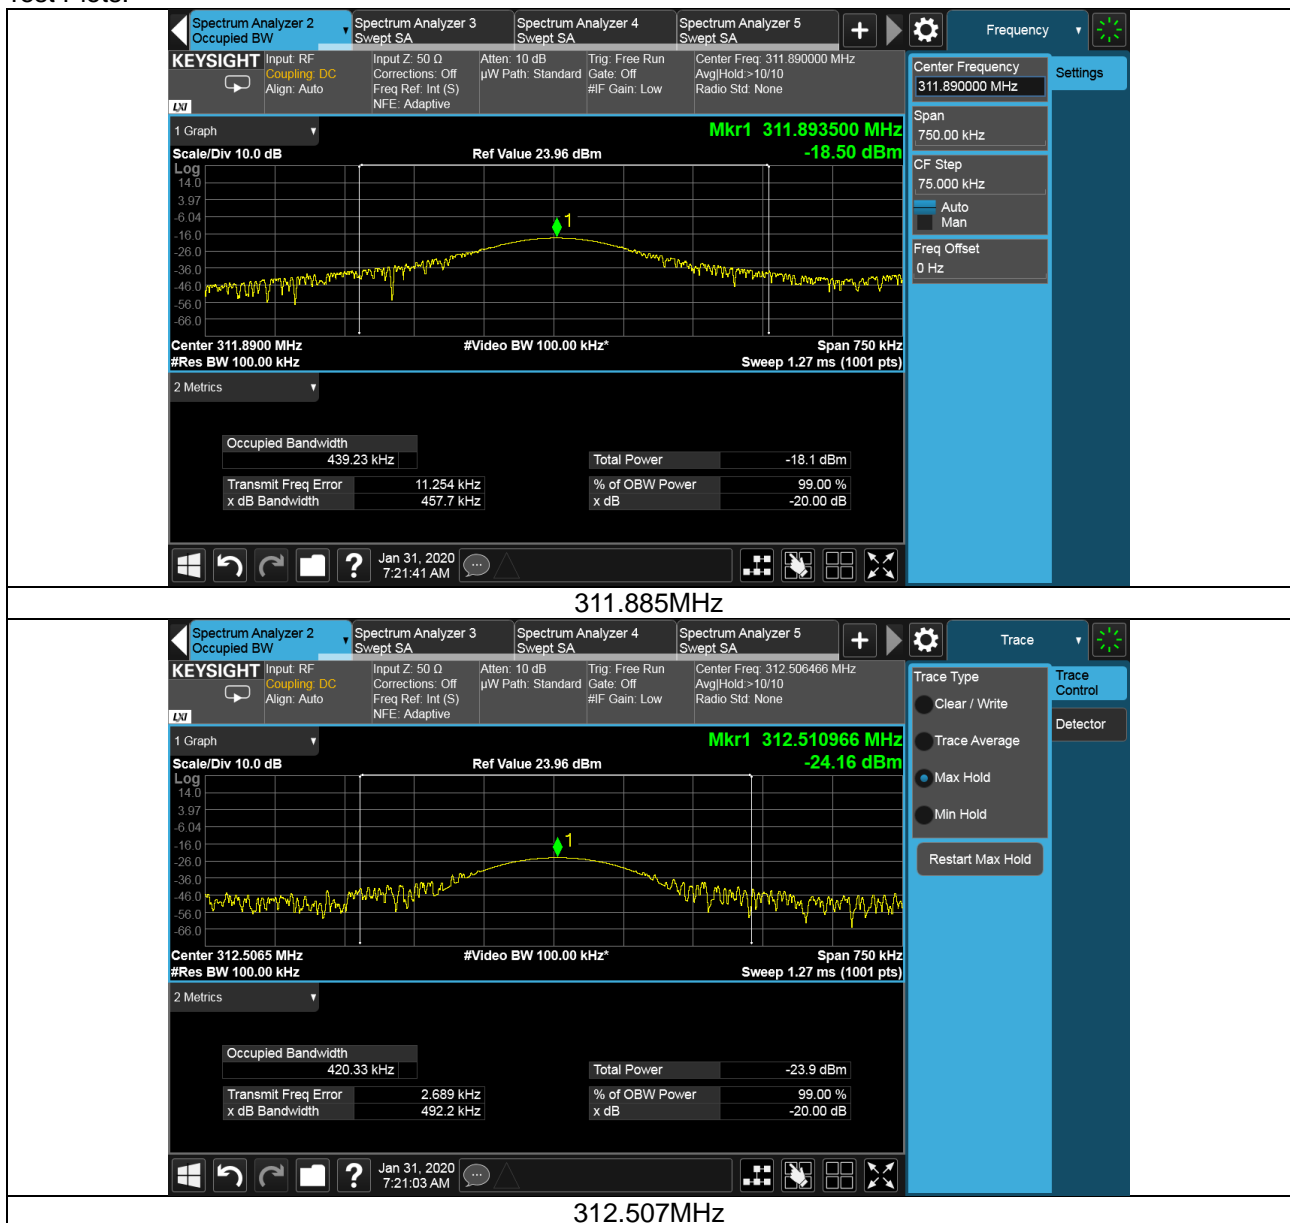 Spectrum Analyzer 2
Occupied BW
Spectrum Analyzer 3
Swept SA
Spectrum Analyzer 4
Swept SA
Spectrum Analyzer 5
Swept SA
Frequency
KEYSIGHT
LXI
Input: RF
Coupling: DC
Align: Auto
Input Z: 50 Ω
Corrections: Off
Freq Ref: Int (S)
NFE: Adaptive
Atten: 10 dB
µW Path: Standard
Trig: Free Run
Gate: Off
#IF Gain: Low
Center Freq: 311.890000 MHz
Avg|Hold:>10/10
Radio Std: None
Center Frequency
311.890000 MHz
Settings
Span
750.00 kHz
CF Step
75.000 kHz
Auto
Man
Freq Offset
0 Hz
1 Graph
Mkr1 311.893500 MHz
Scale/Div 10.0 dB
Ref Value 23.96 dBm
-18.50 dBm
Log
14.0
3.97
-6.04
-16.0
-26.0
-36.0
-46.0
-56.0
-66.0
1
Center 311.8900 MHz
#Video BW 100.00 kHz*
Span 750 kHz
#Res BW 100.00 kHz
Sweep 1.27 ms (1001 pts)
2 Metrics
Occupied Bandwidth
439.23 kHz
Total Power -18.1 dBm
Transmit Freq Error 11.254 kHz
% of OBW Power 99.00 %
x dB Bandwidth 457.7 kHz
x dB -20.00 dB
?
Jan 31, 2020
7:21:41 AM
311.885MHz
Spectrum Analyzer 2
Occupied BW
Spectrum Analyzer 3
Swept SA
Spectrum Analyzer 4
Swept SA
Spectrum Analyzer 5
Swept SA
Trace
KEYSIGHT
LXI
Input: RF
Coupling: DC
Align: Auto
Input Z: 50 Ω
Corrections: Off
Freq Ref: Int (S)
NFE: Adaptive
Atten: 10 dB
µW Path: Standard
Trig: Free Run
Gate: Off
#IF Gain: Low
Center Freq: 312.506466 MHz
Avg|Hold:>10/10
Radio Std: None
Trace Type
Clear / Write
Trace Average
Max Hold
Min Hold
Restart Max Hold
Trace
Control
Detector
1 Graph
Mkr1 312.510966 MHz
Scale/Div 10.0 dB
Ref Value 23.96 dBm
-24.16 dBm
Log
14.0
3.97
-6.04
-16.0
-26.0
-36.0
-46.0
-56.0
-66.0
1
Center 312.5065 MHz
#Video BW 100.00 kHz*
Span 750 kHz
#Res BW 100.00 kHz
Sweep 1.27 ms (1001 pts)
2 Metrics
Occupied Bandwidth
420.33 kHz
Total Power -23.9 dBm
Transmit Freq Error 2.689 kHz
% of OBW Power 99.00 %
x dB Bandwidth 492.2 kHz
x dB -20.00 dB
?
Jan 31, 2020
7:21:03 AM
312.507MHz